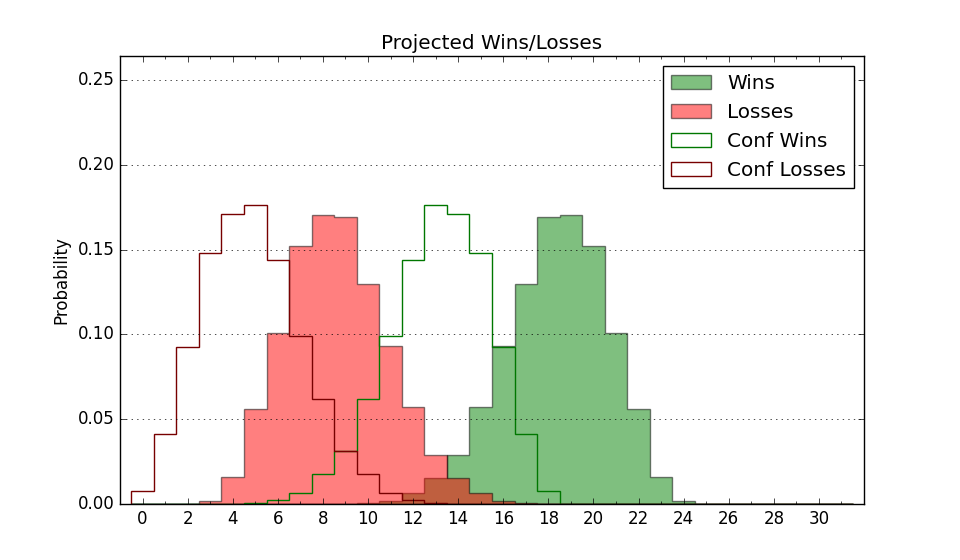 Projected Wins/Losses
0.25
0.20
0.15
0.10
0.05
0.00
Probability
Wins
Losses
Conf Wins
Conf Losses
0 2 4 6 8 10 12 14 16 18 20 22 24 26 28 30